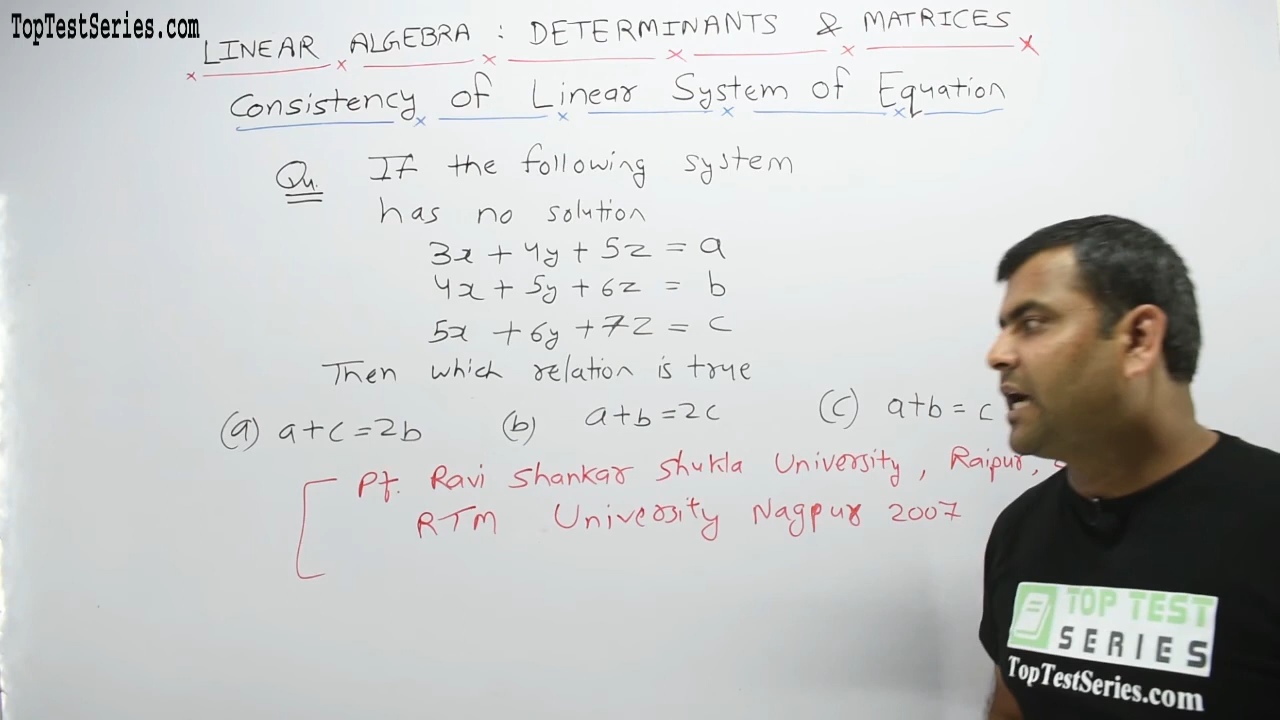 TopTestSeries.com
LINEAR ALGEBRA : DETERMINANTS & MATRICES
Consistency of Linear System of Equation
Qu. If the following system
has no solution
3x + 4y + 5z = a
4x + 5y + 6z = b
5x + 6y + 7z = c
Then which relation is true
(a) a+c=2b (b) a+b=2c (c) a+b=c
Pt. Ravi Shankar Shukla University, Raipur,
RTM University Nagpur 2007
TOP TEST
SERIES
TopTestSeries.com